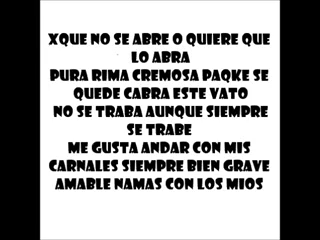 XQUE NO SE ABRE O QUIERE QUE
LO ABRA
PURA RIMA CREMOSA PAQKE SE
QUEDE CABRA ESTE VATO
NO SE TRABA AUNQUE SIEMPRE
SE TRABE
ME GUSTA ANDAR CON MIS
CARNALES SIEMPRE BIEN GRAVE
AMABLE NAMAS CON LOS MIOS